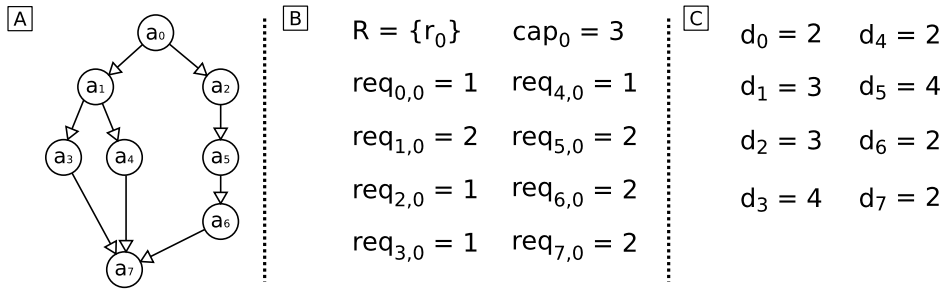 A
a₀
a₁ a₂
a₃ a₄ a₅
a₆
a₇
B
R = {r₀} cap₀ = 3
req₀,₀ = 1 req₄,₀ = 1
req₁,₀ = 2 req₅,₀ = 2
req₂,₀ = 1 req₆,₀ = 2
req₃,₀ = 1 req₇,₀ = 2
C
d₀ = 2 d₄ = 2
d₁ = 3 d₅ = 4
d₂ = 3 d₆ = 2
d₃ = 4 d₇ = 2